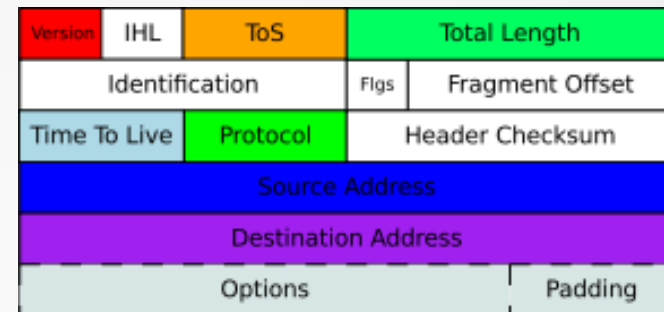 Version IHL ToS Total Length
Identification Flgs Fragment Offset
Time To Live Protocol Header Checksum
Source Address
Destination Address
Options Padding